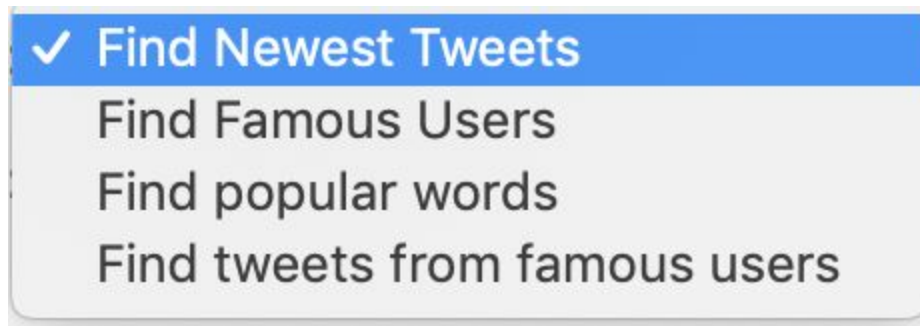 ✓ Find Newest Tweets
Find Famous Users
Find popular words
Find tweets from famous users